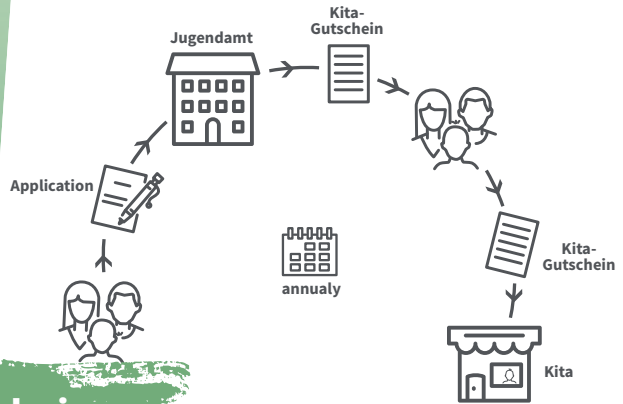 Kita-
Gutschein
Jugendamt
Application
Kita-
Gutschein
annualy
Kita